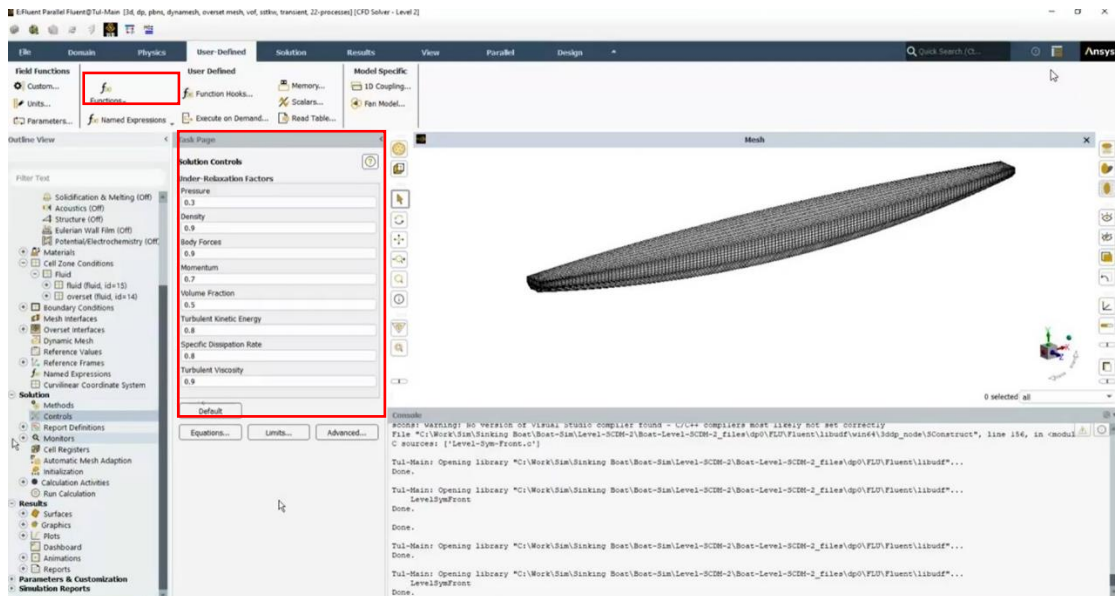 E:Fluent Parallel Fluent@Tul-Main [3d, dp, pbns, dynamesh, overset mesh, vof, sstkw, transient, 22-processes] [CFD Solver - Level 2]
File Domain Physics User-Defined Solution Results View Parallel Design Quick Search (Ct... Ansys
Field Functions User Defined Model Specific
Custom... Functions... Function Hooks... Memory... 1D Coupling...
Units... Scalars... Fan Model...
Parameters... Named Expressions Execute on Demand... Read Table...
Outline View
Filter Text
Solidification & Melting (Off)
Acoustics (Off)
Structure (Off)
Eulerian Wall Film (Off)
Potential/Electrochemistry (Off)
Materials
Cell Zone Conditions
Fluid
fluid (fluid, id=15)
overset (fluid, id=14)
Boundary Conditions
Mesh Interfaces
Overset Interfaces
Dynamic Mesh
Reference Values
Reference Frames
Named Expressions
Curvilinear Coordinate System
Solution
Methods
Controls
Report Definitions
Monitors
Cell Registers
Automatic Mesh Adaption
Initialization
Calculation Activities
Run Calculation
Results
Surfaces
Graphics
Plots
Dashboard
Animations
Reports
Parameters & Customization
Simulation Reports
Task Page
Solution Controls
Under-Relaxation Factors
Pressure
0.3
Density
0.9
Body Forces
0.9
Momentum
0.7
Volume Fraction
0.5
Turbulent Kinetic Energy
0.8
Specific Dissipation Rate
0.8
Turbulent Viscosity
0.9
Default
Equations... Limits... Advanced...
Mesh
0 selected all
Console
scons: warning: No version of Visual Studio compiler found - C/C++ compilers most likely not set correctly
File "C:\Work\Sim\Sinking Boat\Boat-Sim\Level-SCDM-2\Boat-Level-SCDM-2_files\dp0\FLU\Fluent\libudf\win64\3ddp_node\SConstruct", line 156, in <modul
C sources: ['Level-Sym-Front.c']
Tul-Main: Opening library "C:\Work\Sim\Sinking Boat\Boat-Sim\Level-SCDM-2\Boat-Level-SCDM-2_files\dp0\FLU\Fluent\libudf"...
Done.
Tul-Main: Opening library "C:\Work\Sim\Sinking Boat\Boat-Sim\Level-SCDM-2\Boat-Level-SCDM-2_files\dp0\FLU\Fluent\libudf"...
LevelSymFront
Done.
Done.
Tul-Main: Opening library "C:\Work\Sim\Sinking Boat\Boat-Sim\Level-SCDM-2\Boat-Level-SCDM-2_files\dp0\FLU\Fluent\libudf"...
Done.
Tul-Main: Opening library "C:\Work\Sim\Sinking Boat\Boat-Sim\Level-SCDM-2\Boat-Level-SCDM-2_files\dp0\FLU\Fluent\libudf"...
LevelSymFront
Done.